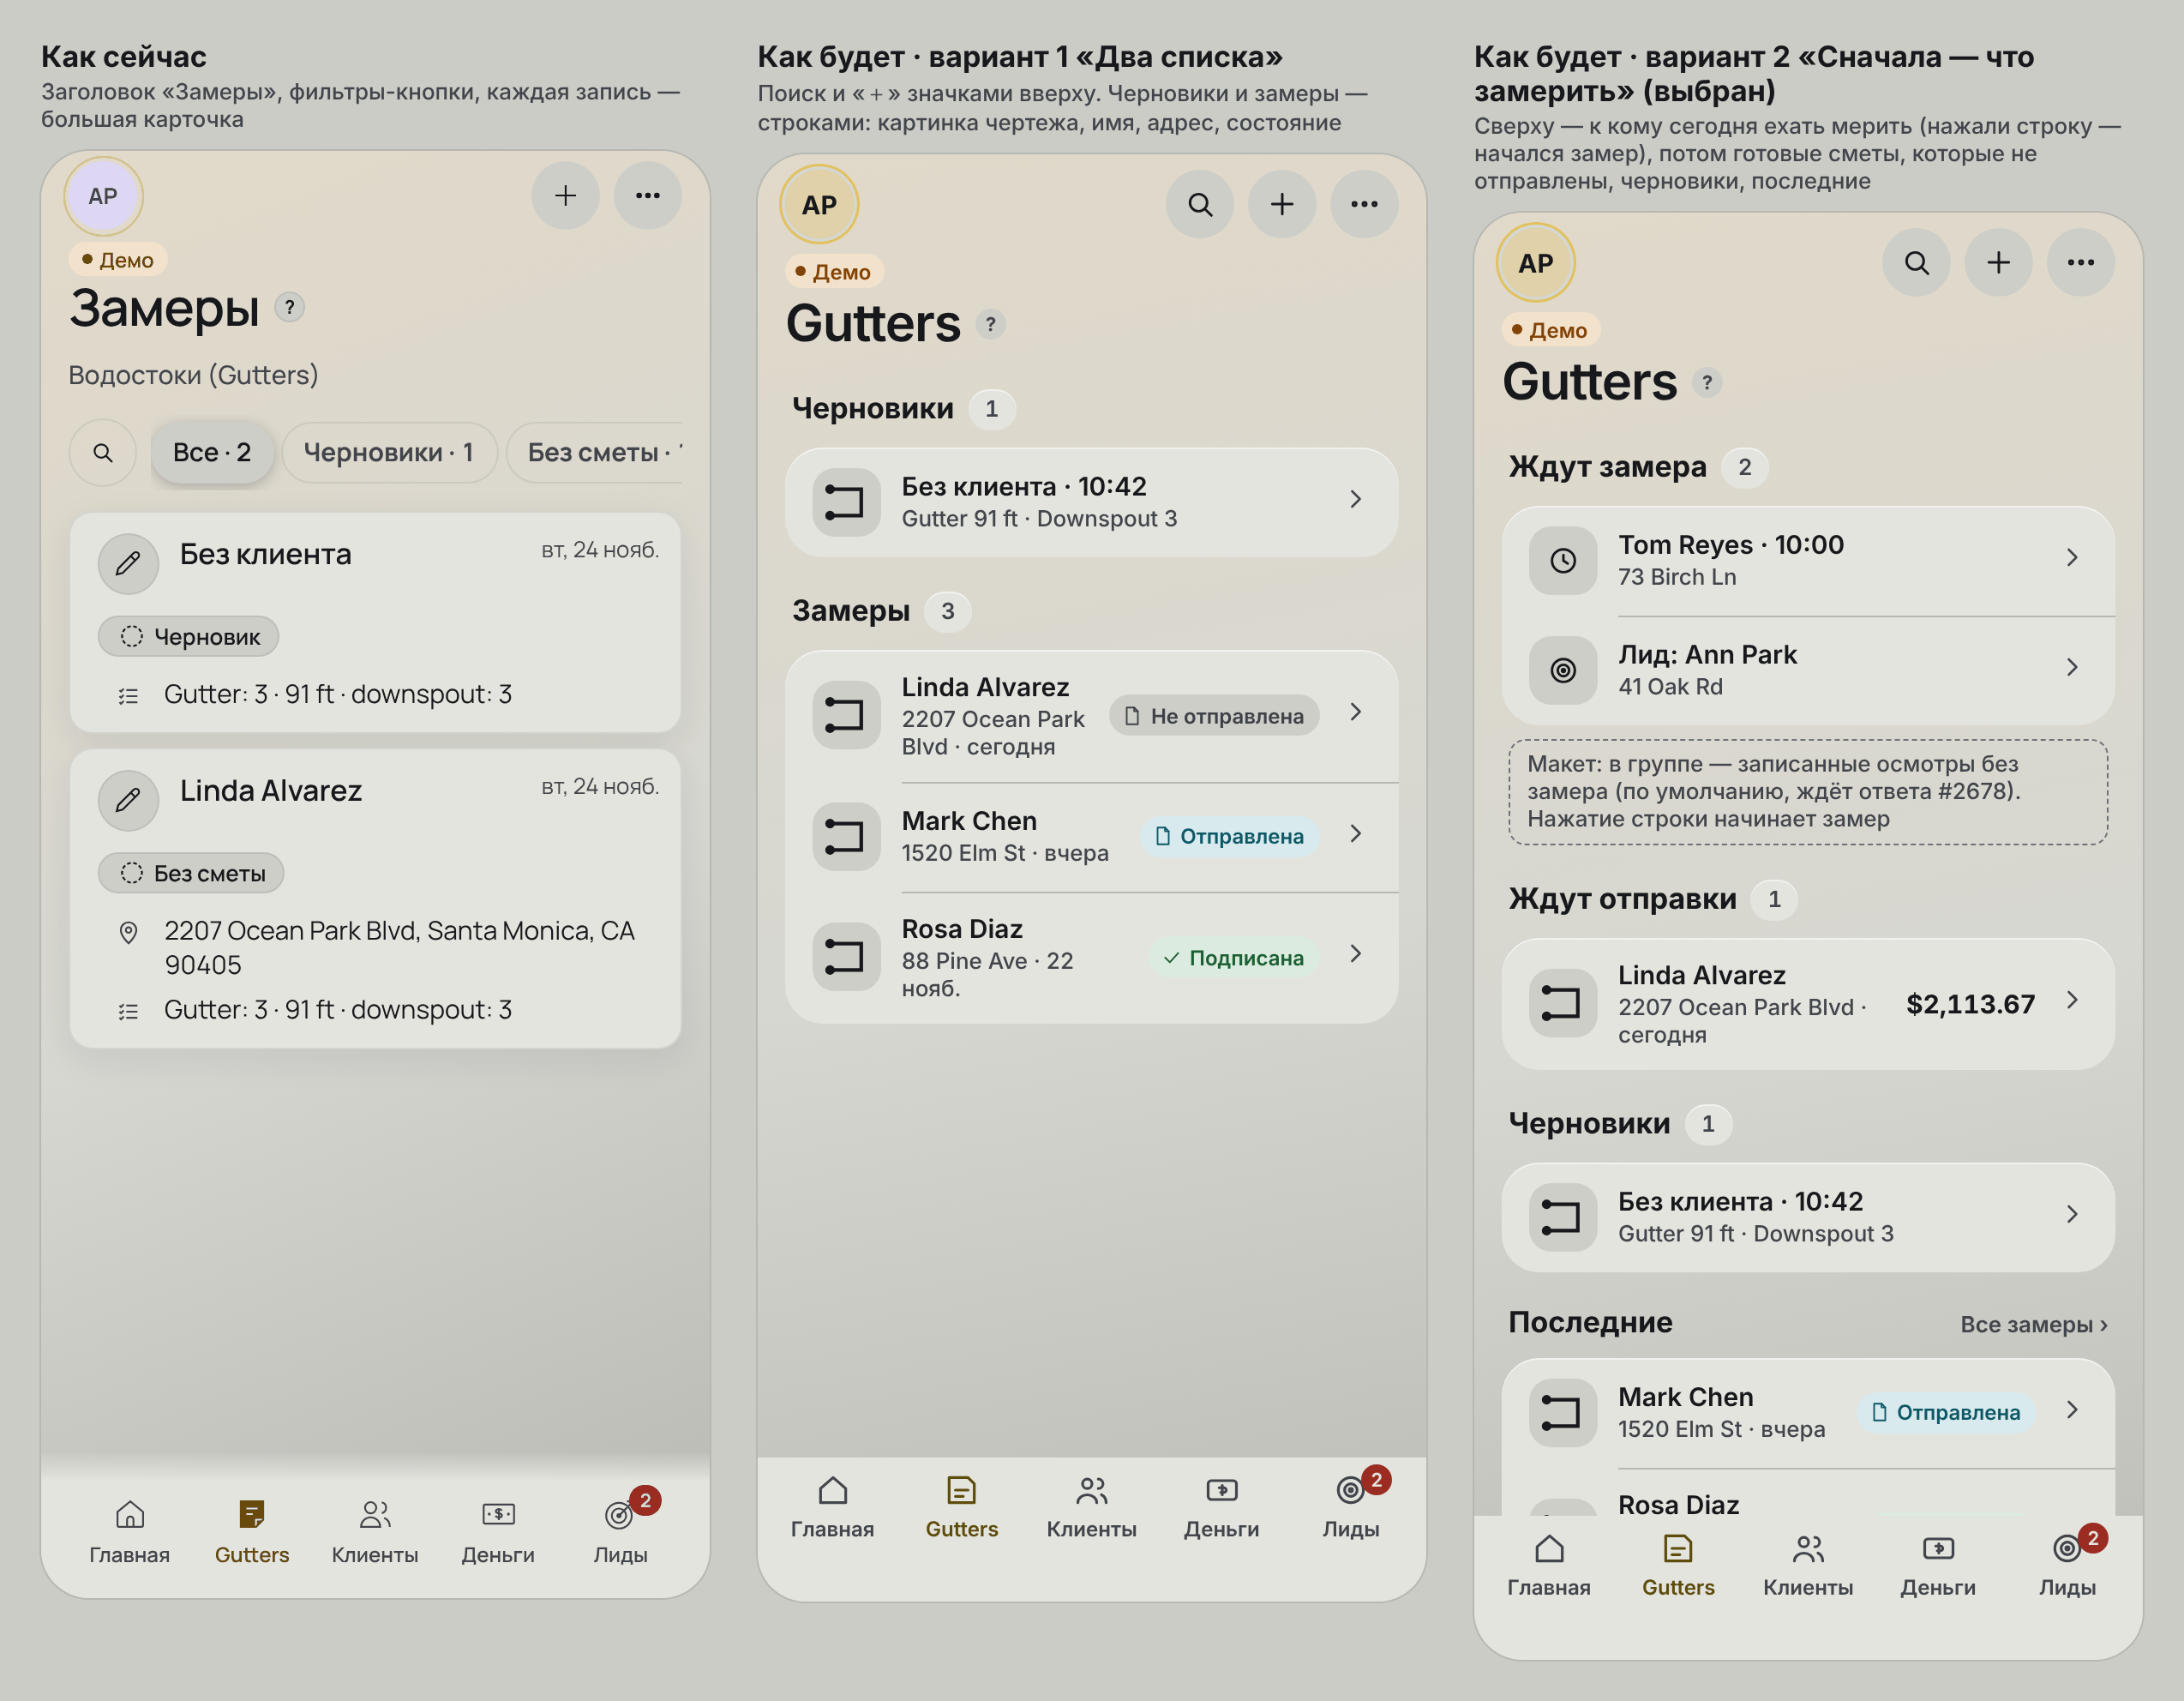 Как сейчас
Заголовок «Замеры», фильтры-кнопки, каждая запись —
большая карточка
AP
Демо
Замеры ?
Водостоки (Gutters)
Все · 2
Черновики · 1
Без сметы ·
Без клиента
вт, 24 нояб.
Черновик
Gutter: 3 · 91 ft · downspout: 3
Linda Alvarez
вт, 24 нояб.
Без сметы
2207 Ocean Park Blvd, Santa Monica, CA
90405
Gutter: 3 · 91 ft · downspout: 3
2
Главная
Gutters
Клиенты
Деньги
Лиды
Как будет · вариант 1 «Два списка»
Поиск и «+» значками вверху. Черновики и замеры —
строками: картинка чертежа, имя, адрес, состояние
AP
Демо
Gutters ?
Черновики 1
Без клиента · 10:42
Gutter 91 ft · Downspout 3
Замеры 3
Linda Alvarez
2207 Ocean Park
Blvd · сегодня
Не отправлена
Mark Chen
1520 Elm St · вчера
Отправлена
Rosa Diaz
88 Pine Ave · 22
нояб.
Подписана
2
Главная
Gutters
Клиенты
Деньги
Лиды
Как будет · вариант 2 «Сначала — что
замерить» (выбран)
Сверху — к кому сегодня ехать мерить (нажали строку —
начался замер), потом готовые сметы, которые не
отправлены, черновики, последние
AP
Демо
Gutters ?
Ждут замера 2
Tom Reyes · 10:00
73 Birch Ln
Лид: Ann Park
41 Oak Rd
Макет: в группе — записанные осмотры без
замера (по умолчанию, ждёт ответа #2678).
Нажатие строки начинает замер
Ждут отправки 1
Linda Alvarez
2207 Ocean Park Blvd ·
сегодня
$2,113.67
Черновики 1
Без клиента · 10:42
Gutter 91 ft · Downspout 3
Последние
Все замеры ›
Mark Chen
1520 Elm St · вчера
Отправлена
Rosa Diaz
2
Главная
Gutters
Клиенты
Деньги
Лиды